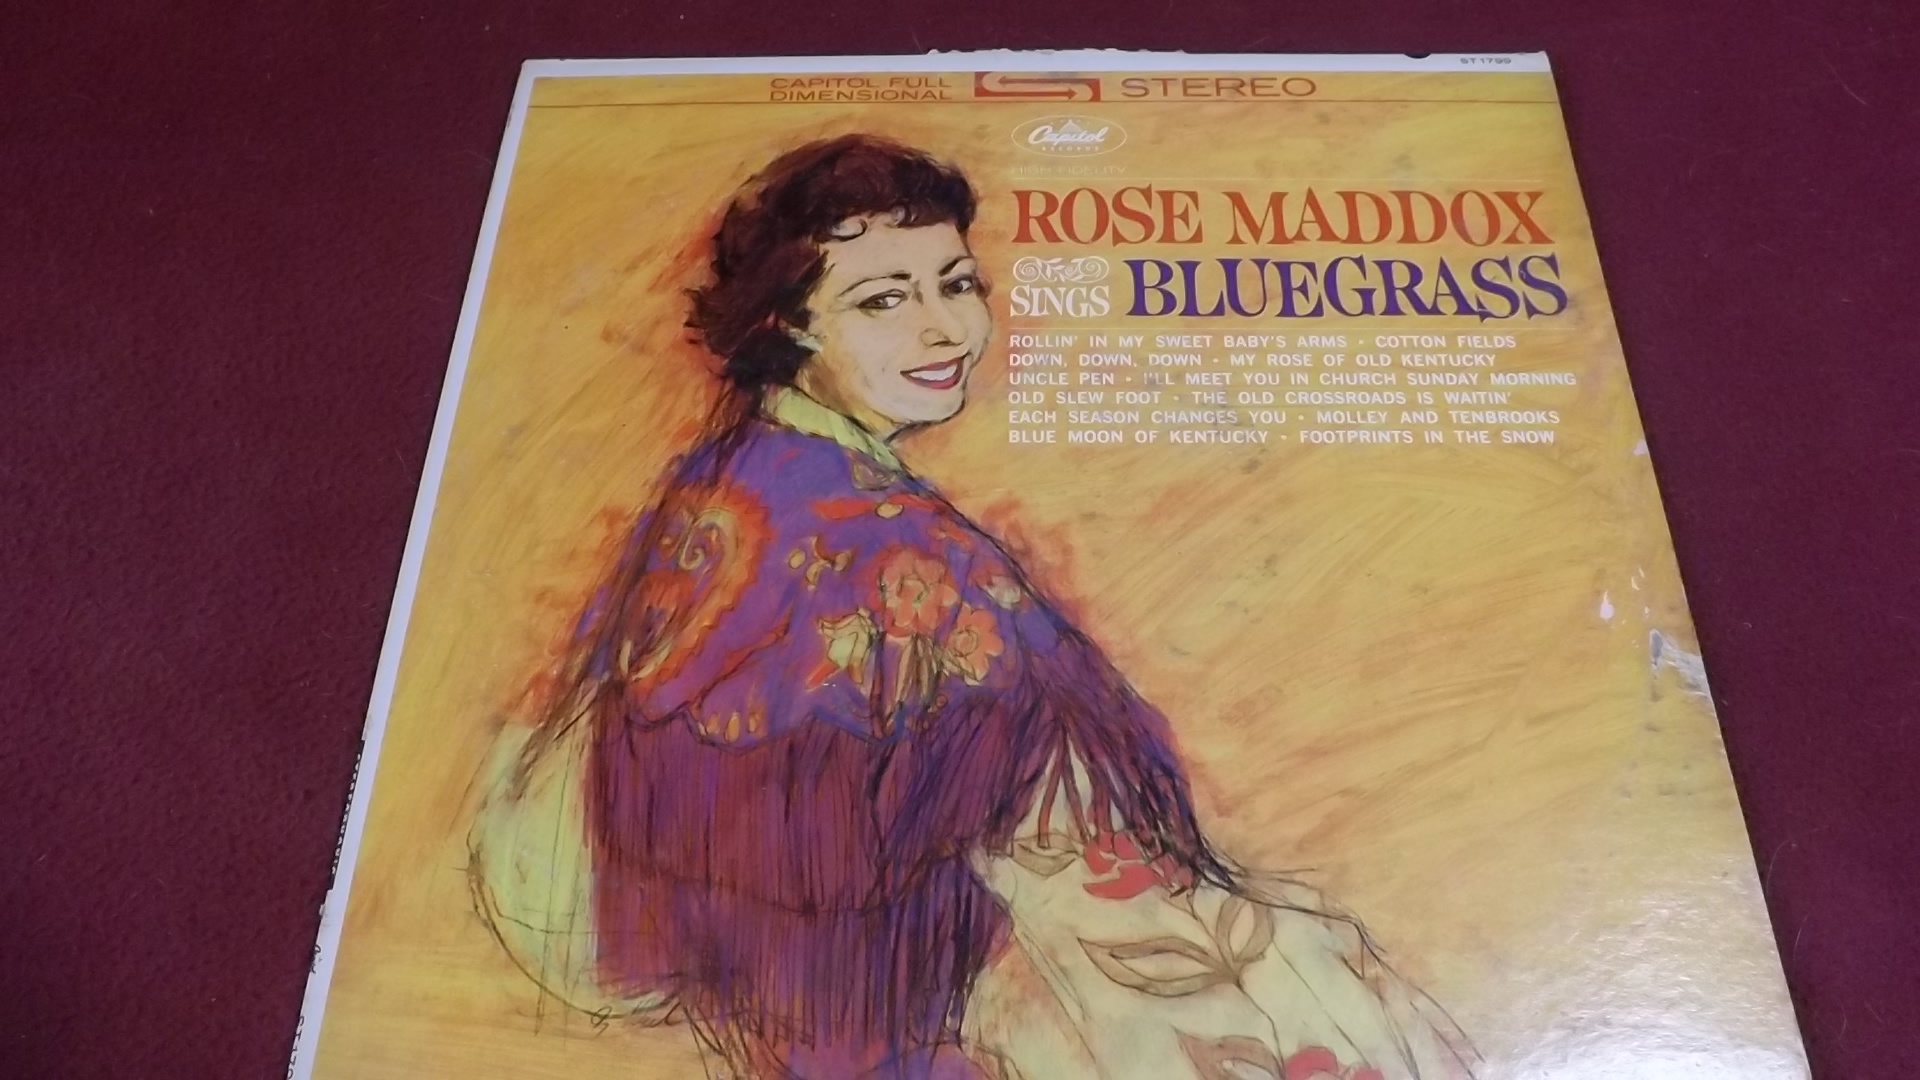 ST1799
CAPITOL FULL
DIMENSIONAL
STEREO
Capitol
RECORDS
HIGH FIDELITY
ROSE MADDOX
SINGS BLUEGRASS
ROLLIN' IN MY SWEET BABY'S ARMS · COTTON FIELDS
DOWN, DOWN, DOWN · MY ROSE OF OLD KENTUCKY
UNCLE PEN · I'LL MEET YOU IN CHURCH SUNDAY MORNING
OLD SLEW FOOT · THE OLD CROSSROADS IS WAITIN'
EACH SEASON CHANGES YOU · MOLLEY AND TENBROOKS
BLUE MOON OF KENTUCKY · FOOTPRINTS IN THE SNOW